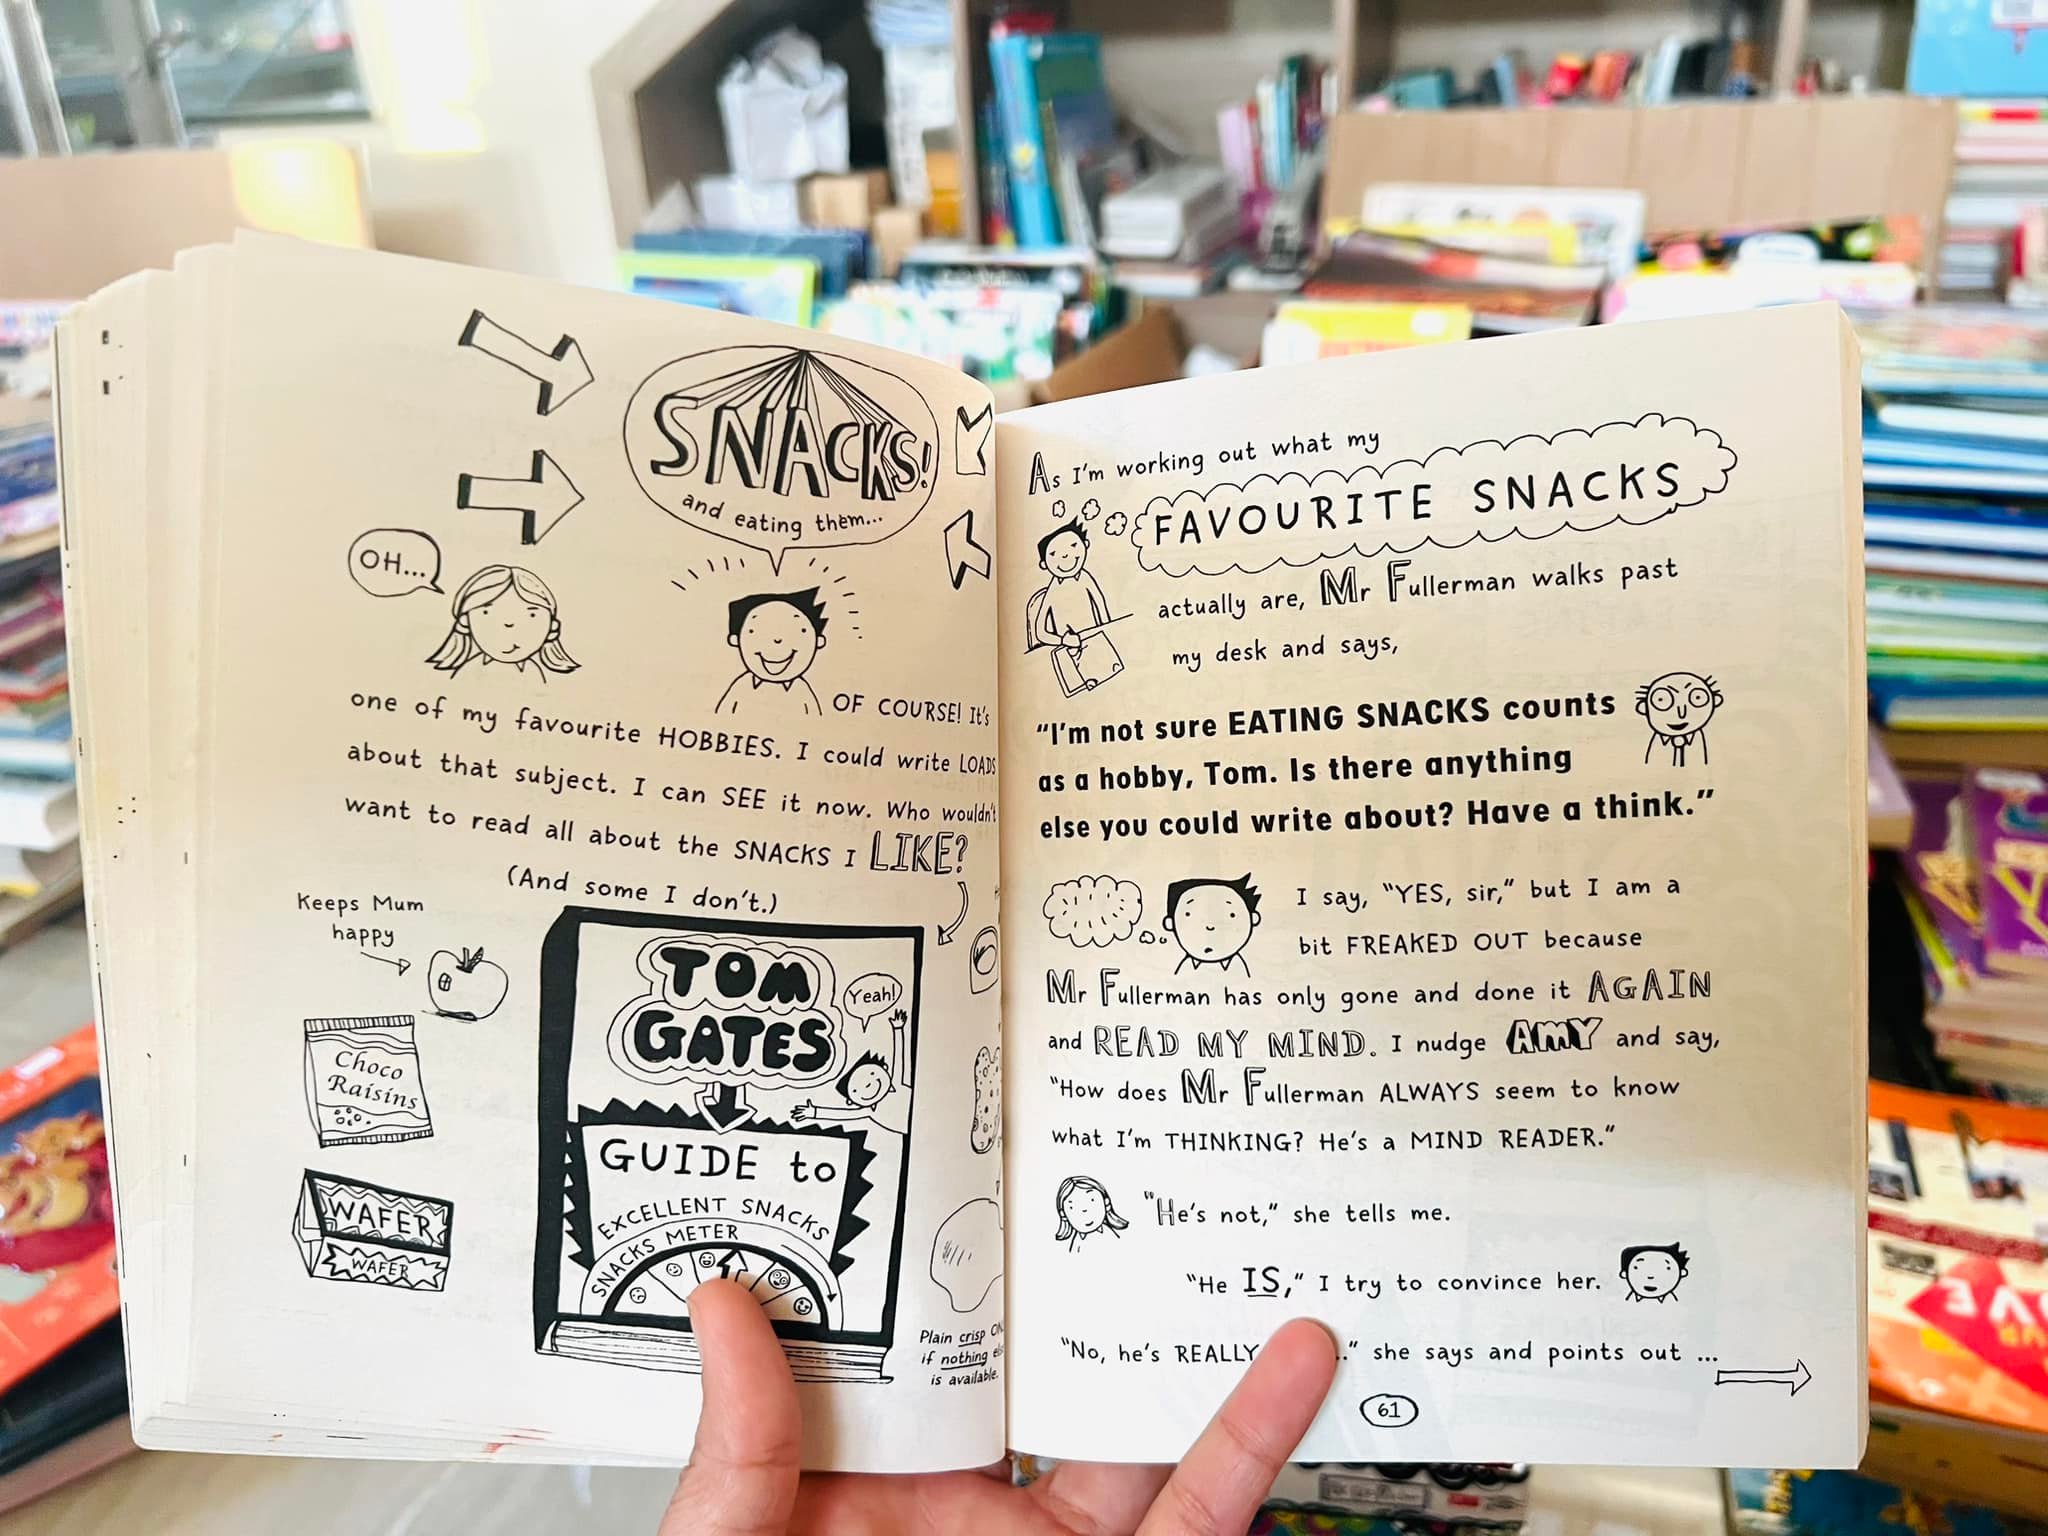 SNACKS!
and eating them...
OH...
OF COURSE! It's
one of my favourite HOBBIES. I could write LOADS
about that subject. I can SEE it now. Who wouldn't
want to read all about the SNACKS I LIKE?
(And some I don't.)
Keeps Mum
happy
Choco
Raisins
WAFER
WAFER
TOM
GATES
Yeah!
GUIDE to
EXCELLENT SNACKS
SNACKS METER
Plain crisp
if nothing
is available.
As I'm working out what my
FAVOURITE SNACKS
actually are, Mr Fullerman walks past
my desk and says,
"I'm not sure EATING SNACKS counts
as a hobby, Tom. Is there anything
else you could write about? Have a think."
I say, "YES, sir," but I am a
bit FREAKED OUT because
Mr Fullerman has only gone and done it AGAIN
and READ MY MIND. I nudge AMY and say,
"How does Mr Fullerman ALWAYS seem to know
what I'm THINKING? He's a MIND READER."
"He's not," she tells me.
"He IS," I try to convince her.
"No, he's REALLY ..." she says and points out ...
61